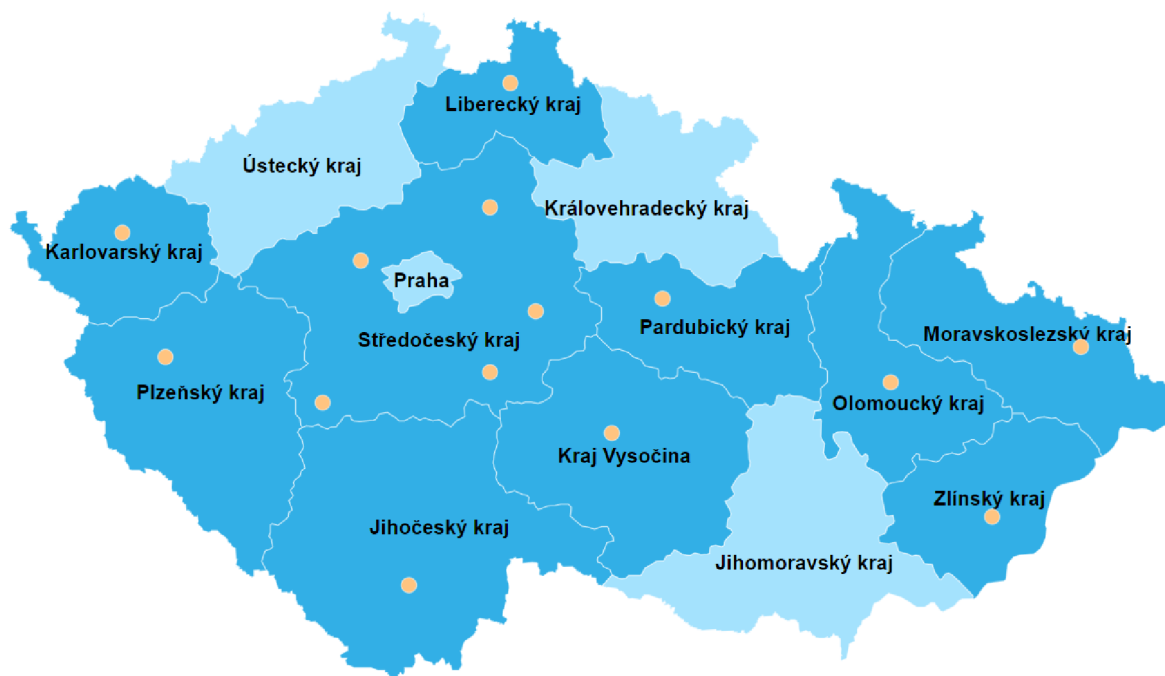 Liberecký kraj
Ústecký kraj
Královehradecký kraj
Karlovarský kraj
Praha
Středočeský kraj
Pardubický kraj
Moravskoslezský kraj
Plzeňský kraj
Olomoucký kraj
Kraj Vysočina
Zlínský kraj
Jihočeský kraj
Jihomoravský kraj